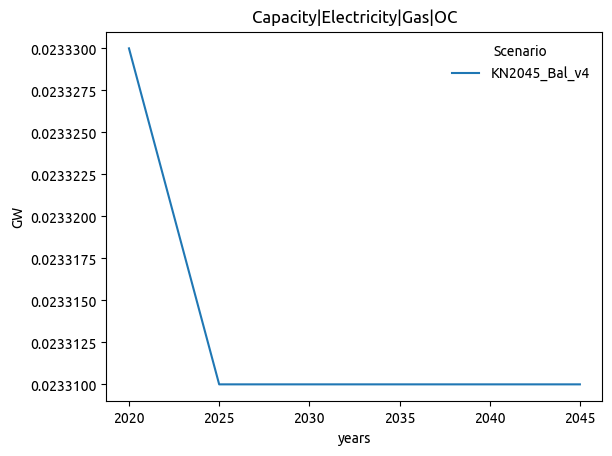 Capacity|Electricity|Gas|OC
Scenario
KN2045_Bal_v4
GW
0.0233300
0.0233275
0.0233250
0.0233225
0.0233200
0.0233175
0.0233150
0.0233125
0.0233100
2020 2025 2030 2035 2040 2045
years